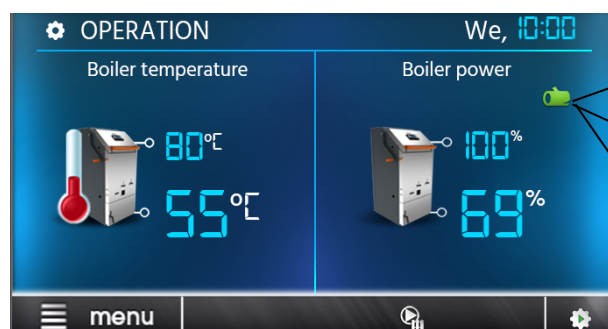 OPERATION
We, 10:00
Boiler temperature
Boiler power
80°C
100%
55°C
69%
menu